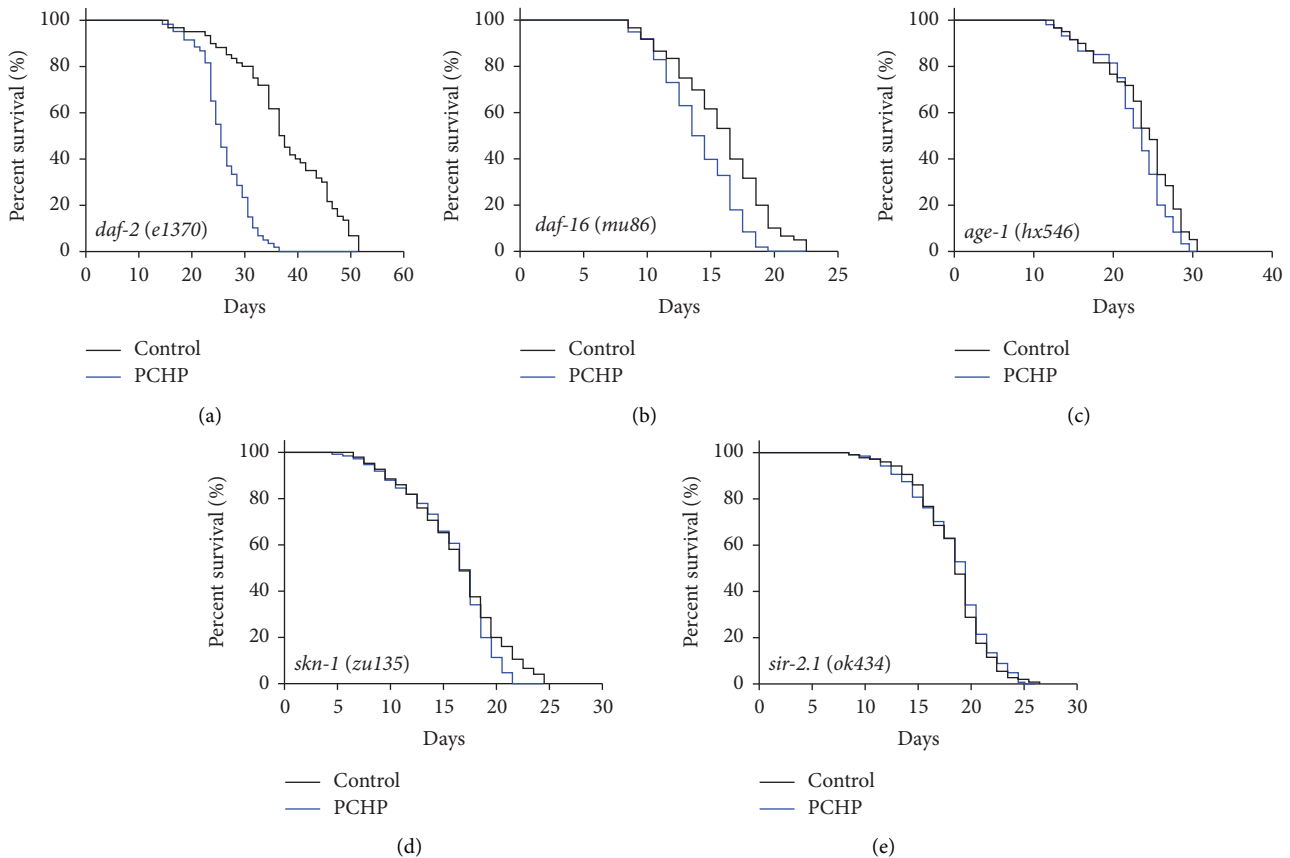 Percent survival (%)
100
80
60
40
20
0
daf-2 (e1370)
0 10 20 30 40 50 60
Days
Control
PCHP
(a)
Percent survival (%)
100
80
60
40
20
0
daf-16 (mu86)
0 5 10 15 20 25
Days
Control
PCHP
(b)
Percent survival (%)
100
80
60
40
20
0
age-1 (hx546)
0 10 20 30 40
Days
Control
PCHP
(c)
Percent survival (%)
100
80
60
40
20
0
skn-1 (zu135)
0 5 10 15 20 25 30
Days
Control
PCHP
(d)
Percent survival (%)
100
80
60
40
20
0
sir-2.1 (ok434)
0 5 10 15 20 25 30
Days
Control
PCHP
(e)